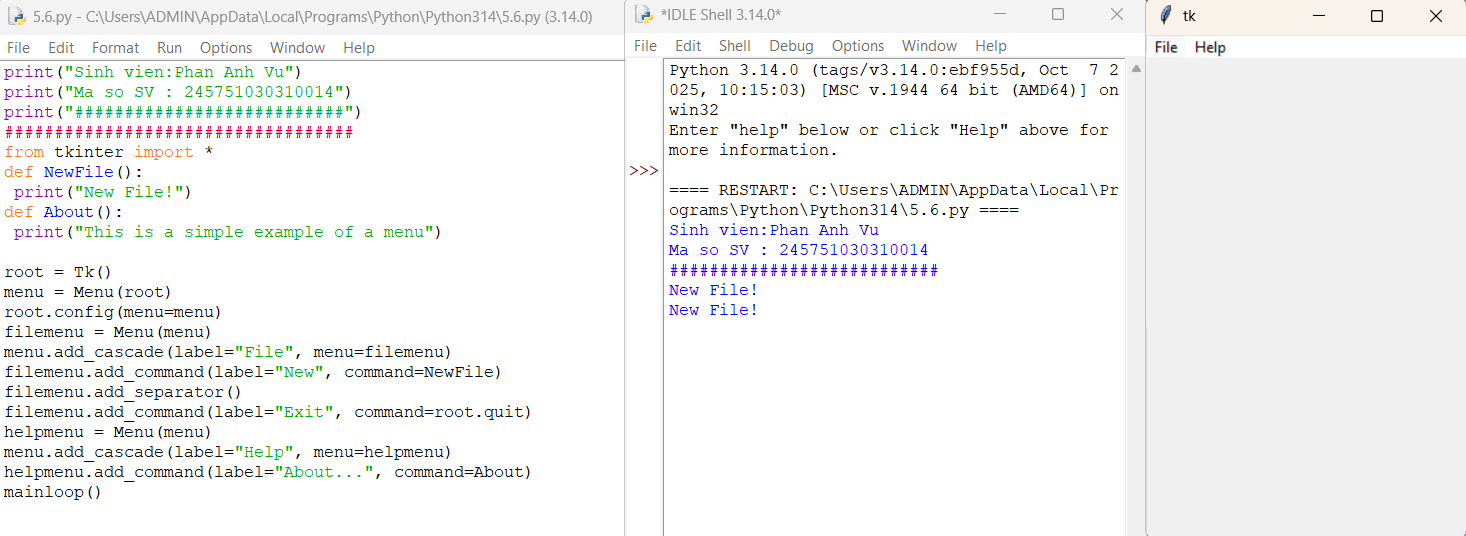 5.6.py - C:\Users\ADMIN\AppData\Local\Programs\Python\Python314\5.6.py (3.14.0)
File Edit Format Run Options Window Help
print("Sinh vien:Phan Anh Vu")
print("Ma so SV : 245751030310014")
print("###########################")
###################################
from tkinter import *
def NewFile():
 print("New File!")
def About():
 print("This is a simple example of a menu")
root = Tk()
menu = Menu(root)
root.config(menu=menu)
filemenu = Menu(menu)
menu.add_cascade(label="File", menu=filemenu)
filemenu.add_command(label="New", command=NewFile)
filemenu.add_separator()
filemenu.add_command(label="Exit", command=root.quit)
helpmenu = Menu(menu)
menu.add_cascade(label="Help", menu=helpmenu)
helpmenu.add_command(label="About...", command=About)
mainloop()
*IDLE Shell 3.14.0*
File Edit Shell Debug Options Window Help
Python 3.14.0 (tags/v3.14.0:ebf955d, Oct  7 2
025, 10:15:03) [MSC v.1944 64 bit (AMD64)] on
win32
Enter "help" below or click "Help" above for
more information.
>>>
==== RESTART: C:\Users\ADMIN\AppData\Local\Pr
ograms\Python\Python314\5.6.py ====
Sinh vien:Phan Anh Vu
Ma so SV : 245751030310014
###########################
New File!
New File!
tk
File Help